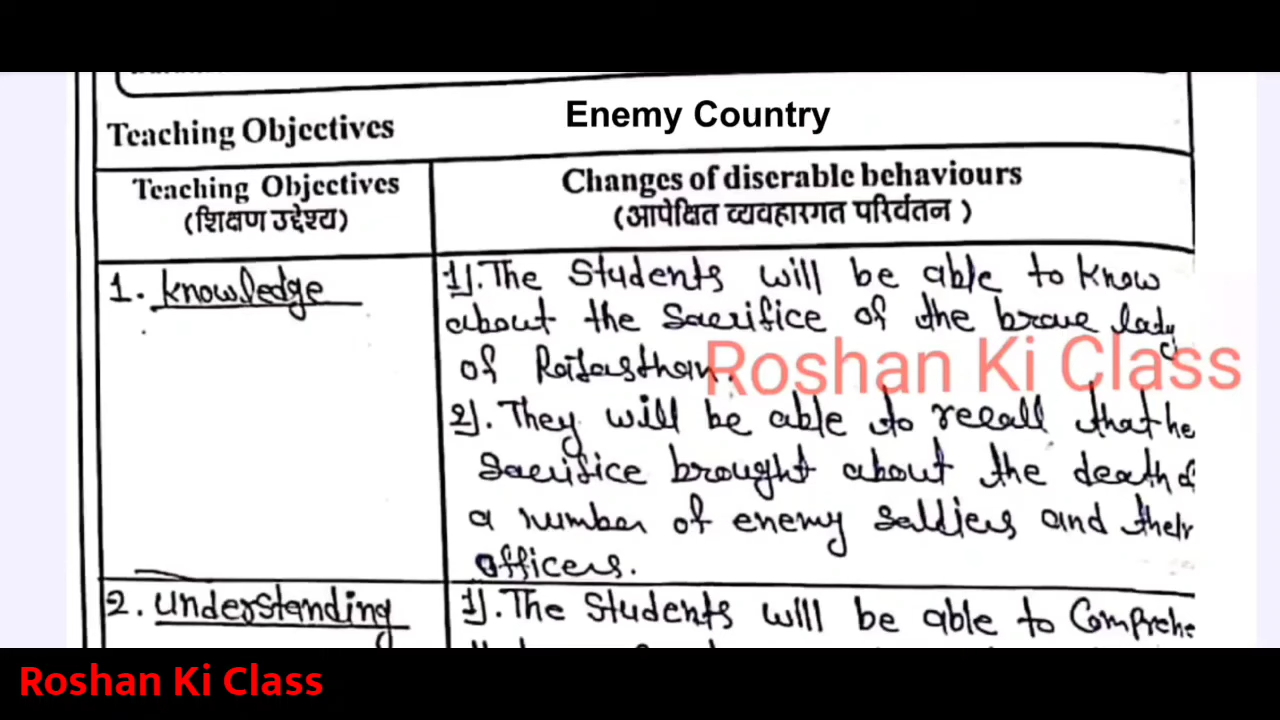 Enemy Country
Teaching Objectives
Teaching Objectives
(शिक्षण उद्देश्य)
Changes of diserable behaviours
(आपेक्षित व्यवहारगत परिर्वतन )
1. knowledge
1). The Students will be able to know
about the Sacrifice of the brave lady
of Rajasthan.
Roshan Ki Class
2). They will be able to recall that he
Sacrifice brought about the death of
a number of enemy Soldiers and their
officers.
2. Understanding
1). The Students will be able to Comprehe
Roshan Ki Class